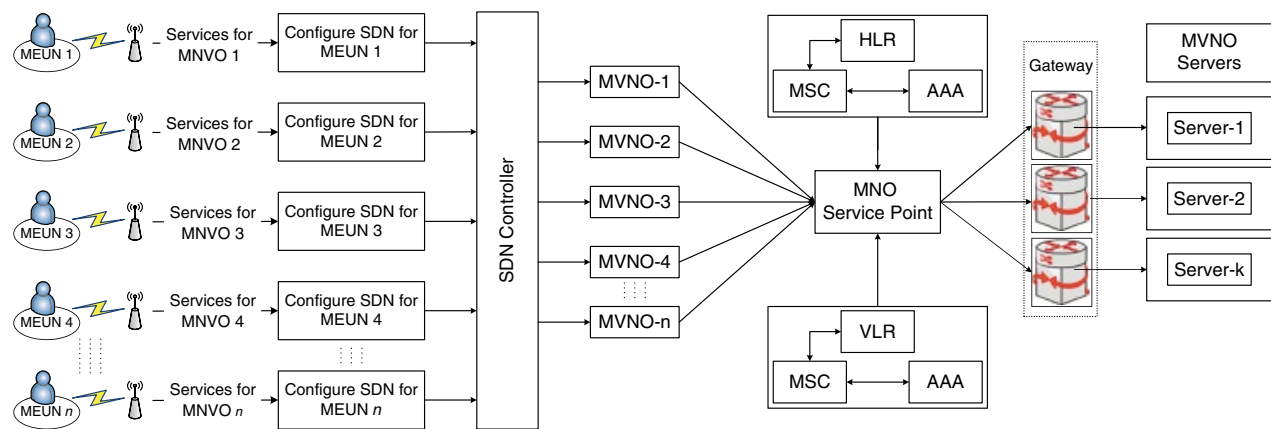 MEUN 1
Services for
MNVO 1
Configure SDN for
MEUN 1
MEUN 2
Services for
MNVO 2
Configure SDN for
MEUN 2
MEUN 3
Services for
MNVO 3
Configure SDN for
MEUN 3
MEUN 4
Services for
MNVO 4
Configure SDN for
MEUN 4
MEUN n
Services for
MNVO n
Configure SDN for
MEUN n
SDN Controller
MVNO-1
MVNO-2
MVNO-3
MVNO-4
MVNO-n
HLR
MSC
AAA
MNO
Service Point
VLR
MSC
AAA
Gateway
MVNO
Servers
Server-1
Server-2
Server-k